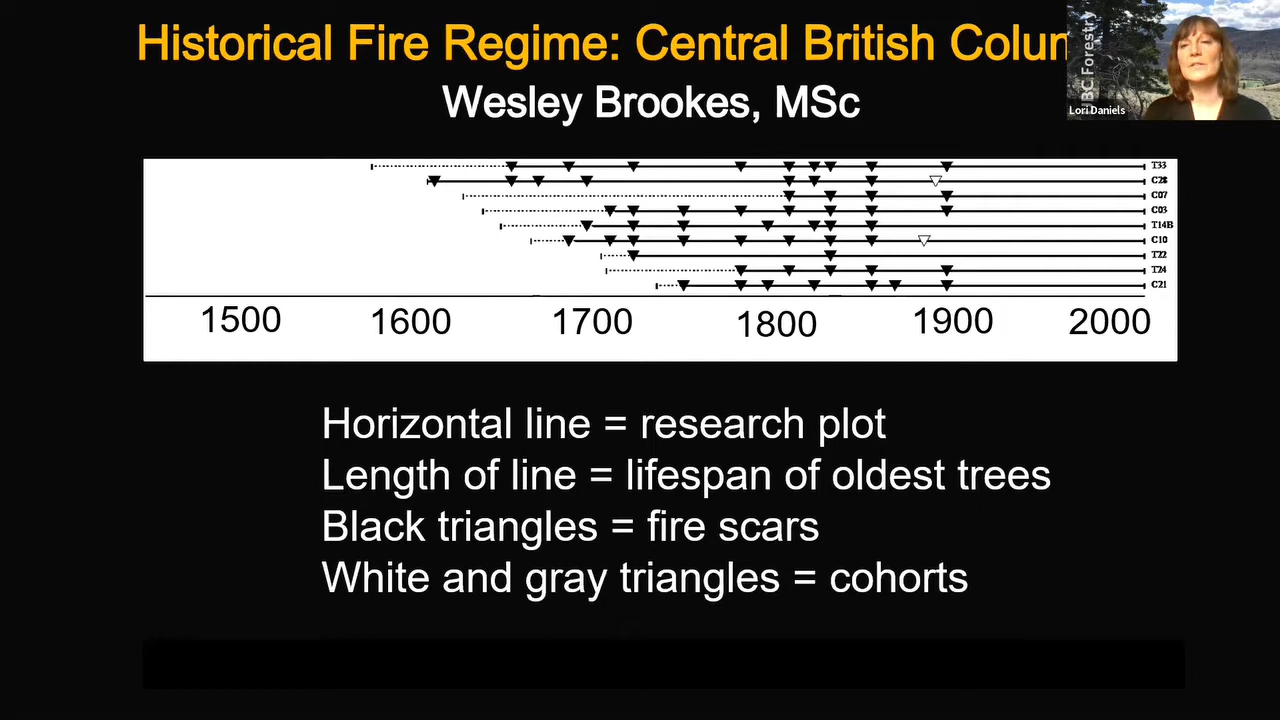 Historical Fire Regime: Central British Colum
Wesley Brookes, MSc
UBC Forestry
Lori Daniels
T33
C28
C07
C03
T14B
C10
T22
T24
C21
1500 1600 1700 1800 1900 2000
Horizontal line = research plot
Length of line = lifespan of oldest trees
Black triangles = fire scars
White and gray triangles = cohorts